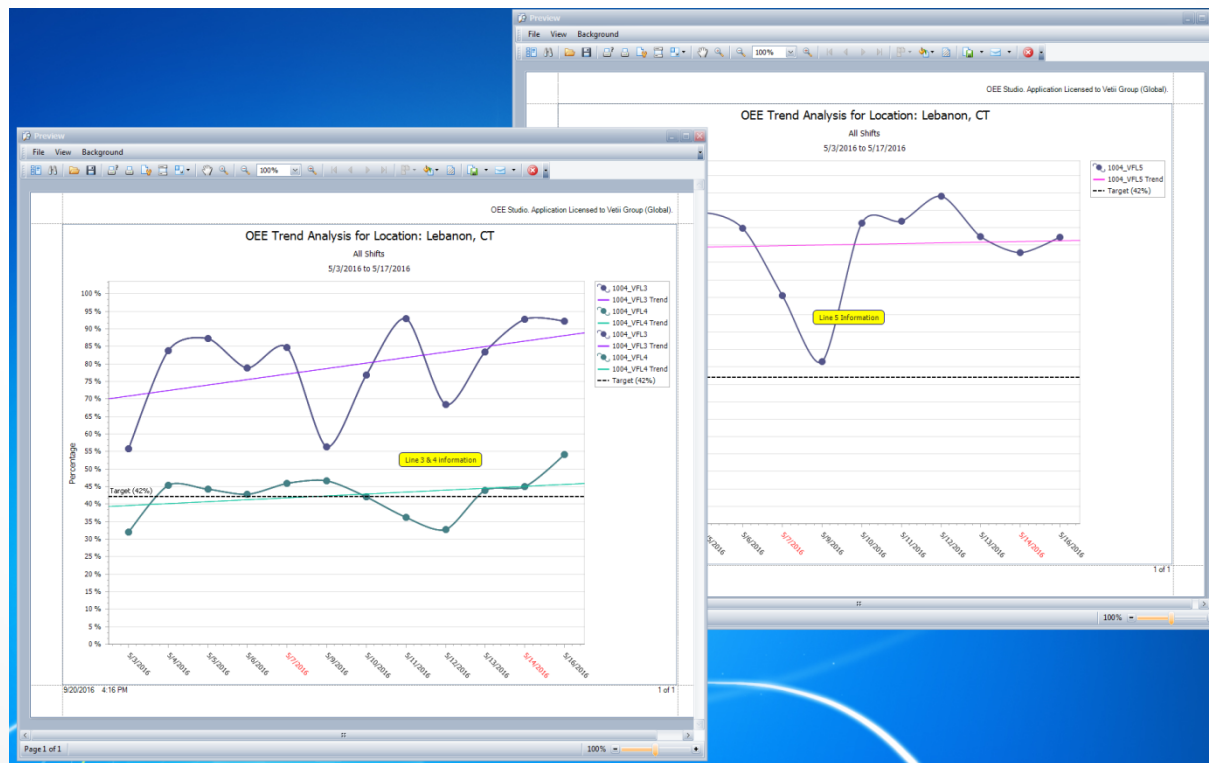 Preview
File View Background
100%
OEE Studio. Application Licensed to Vetii Group (Global).
OEE Trend Analysis for Location: Lebanon, CT
All Shifts
5/3/2016 to 5/17/2016
1004_VFL5
1004_VFL5 Trend
Target (42%)
Line 5 Information
5/6/2016
5/7/2016
5/9/2016
5/10/2016
5/11/2016
5/12/2016
5/13/2016
5/14/2016
5/16/2016
1 of 1
100%
Preview
File View Background
100%
OEE Studio. Application Licensed to Vetii Group (Global).
OEE Trend Analysis for Location: Lebanon, CT
All Shifts
5/3/2016 to 5/17/2016
1004_VFL3
1004_VFL3 Trend
1004_VFL4
1004_VFL4 Trend
1004_VFL3
1004_VFL3 Trend
1004_VFL4
1004_VFL4 Trend
Target (42%)
Percentage
100 %
95 %
90 %
85 %
80 %
75 %
70 %
65 %
60 %
55 %
50 %
45 %
40 %
35 %
30 %
25 %
20 %
15 %
10 %
5 %
0 %
Line 3 & 4 information
Target (42%)
5/3/2016
5/4/2016
5/5/2016
5/6/2016
5/7/2016
5/9/2016
5/10/2016
5/11/2016
5/12/2016
5/13/2016
5/14/2016
5/16/2016
9/20/2016 4:16 PM
1 of 1
Page 1 of 1
100%